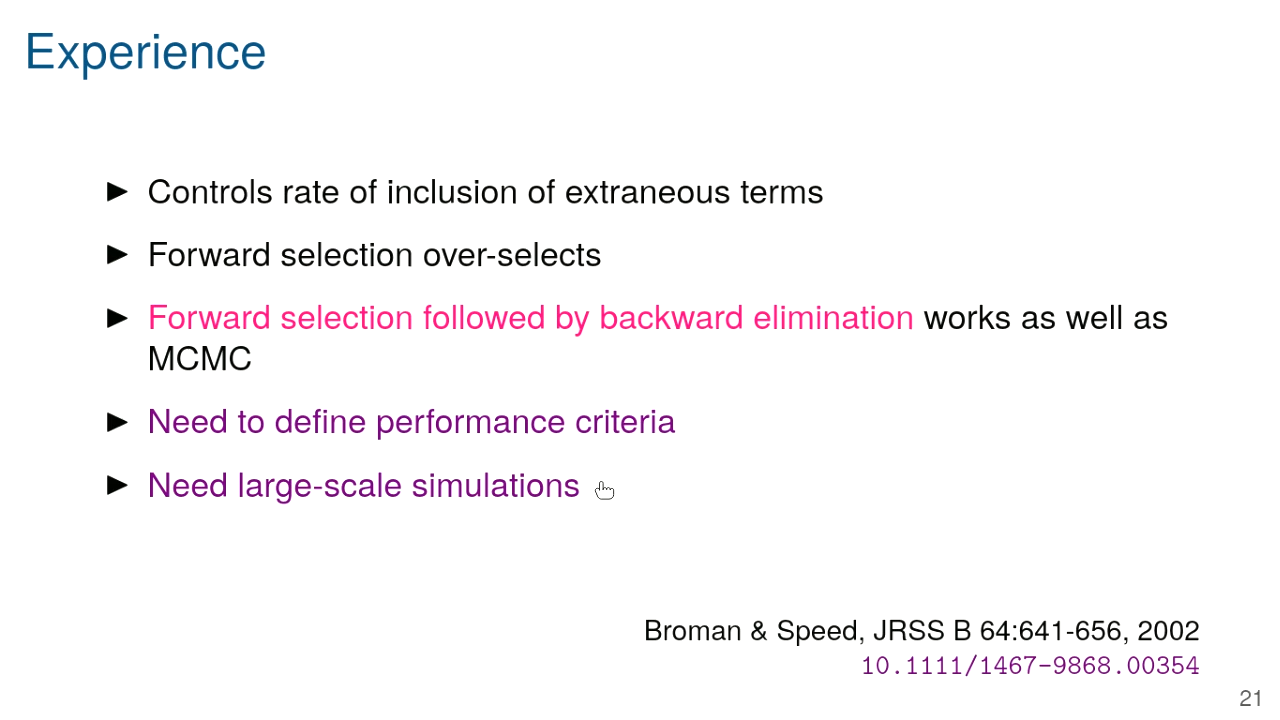 Experience
▶ Controls rate of inclusion of extraneous terms
▶ Forward selection over-selects
▶ Forward selection followed by backward elimination works as well as
MCMC
▶ Need to define performance criteria
▶ Need large-scale simulations
Broman & Speed, JRSS B 64:641-656, 2002
10.1111/1467-9868.00354
21